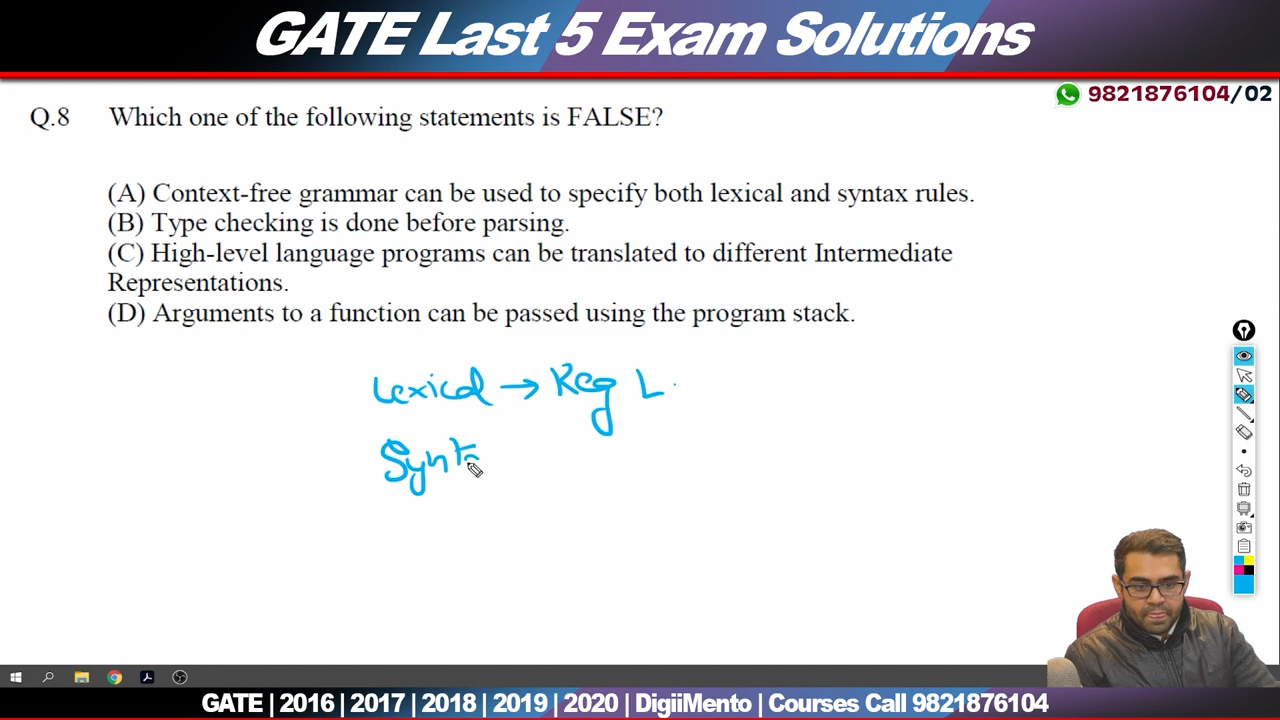 GATE Last 5 Exam Solutions
9821876104/02
Q.8 Which one of the following statements is FALSE?
(A) Context-free grammar can be used to specify both lexical and syntax rules.
(B) Type checking is done before parsing.
(C) High-level language programs can be translated to different Intermediate
Representations.
(D) Arguments to a function can be passed using the program stack.
Lexical → Reg L
Synt
GATE | 2016 | 2017 | 2018 | 2019 | 2020 | DigiiMento | Courses Call 9821876104